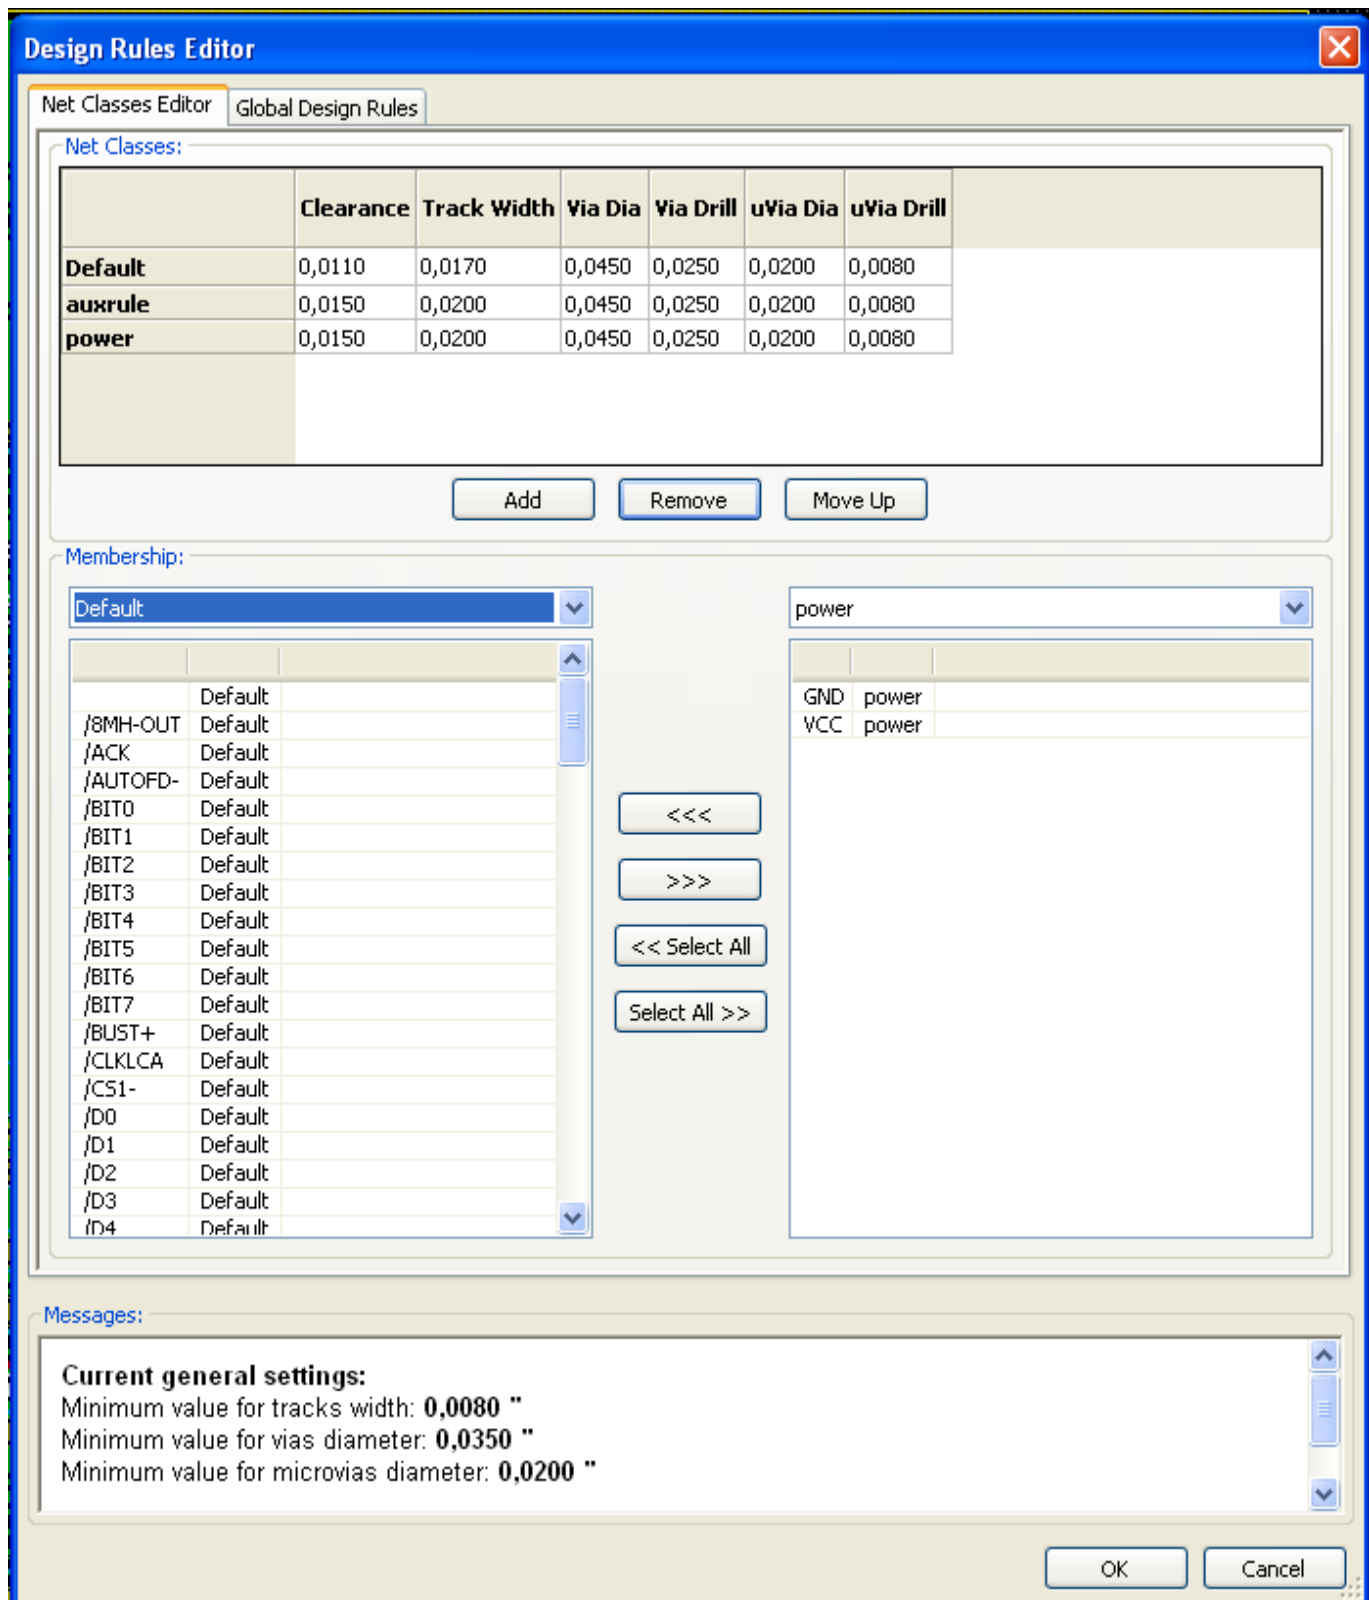 Design Rules Editor
Net Classes Editor Global Design Rules
Net Classes:
Clearance Track Width Via Dia Via Drill uVia Dia uVia Drill
Default 0,0110 0,0170 0,0450 0,0250 0,0200 0,0080
auxrule 0,0150 0,0200 0,0450 0,0250 0,0200 0,0080
power 0,0150 0,0200 0,0450 0,0250 0,0200 0,0080
Add Remove Move Up
Membership:
Default
Default
/8MH-OUT Default
/ACK Default
/AUTOFD- Default
/BIT0 Default
/BIT1 Default
/BIT2 Default
/BIT3 Default
/BIT4 Default
/BIT5 Default
/BIT6 Default
/BIT7 Default
/BUST+ Default
/CLKLCA Default
/CS1- Default
/D0 Default
/D1 Default
/D2 Default
/D3 Default
/D4 Default
<<<
>>>
<< Select All
Select All >>
power
GND power
VCC power
Messages:
Current general settings:
Minimum value for tracks width: 0,0080 "
Minimum value for vias diameter: 0,0350 "
Minimum value for microvias diameter: 0,0200 "
OK Cancel